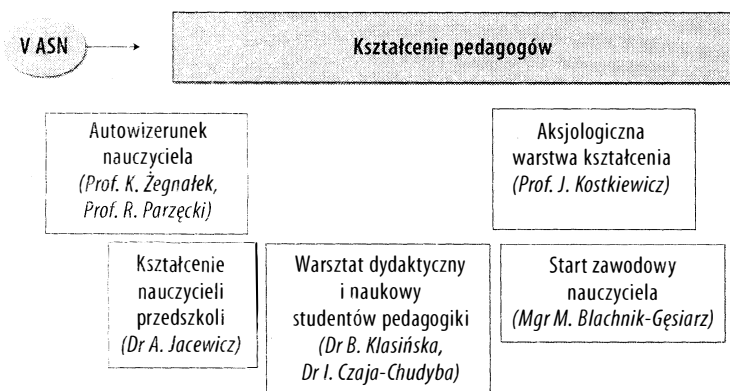 V ASN
Kształcenie pedagogów
Autowizerunek
nauczyciela
(Prof. K. Żegnałek,
Prof. R. Parzęcki)
Aksjologiczna
warstwa kształcenia
(Prof. J. Kostkiewicz)
Kształcenie
nauczycieli
przedszkoli
(Dr A. Jacewicz)
Warsztat dydaktyczny
i naukowy
studentów pedagogiki
(Dr B. Klasińska,
Dr I. Czaja-Chudyba)
Start zawodowy
nauczyciela
(Mgr M. Blachnik-Gęsiarz)